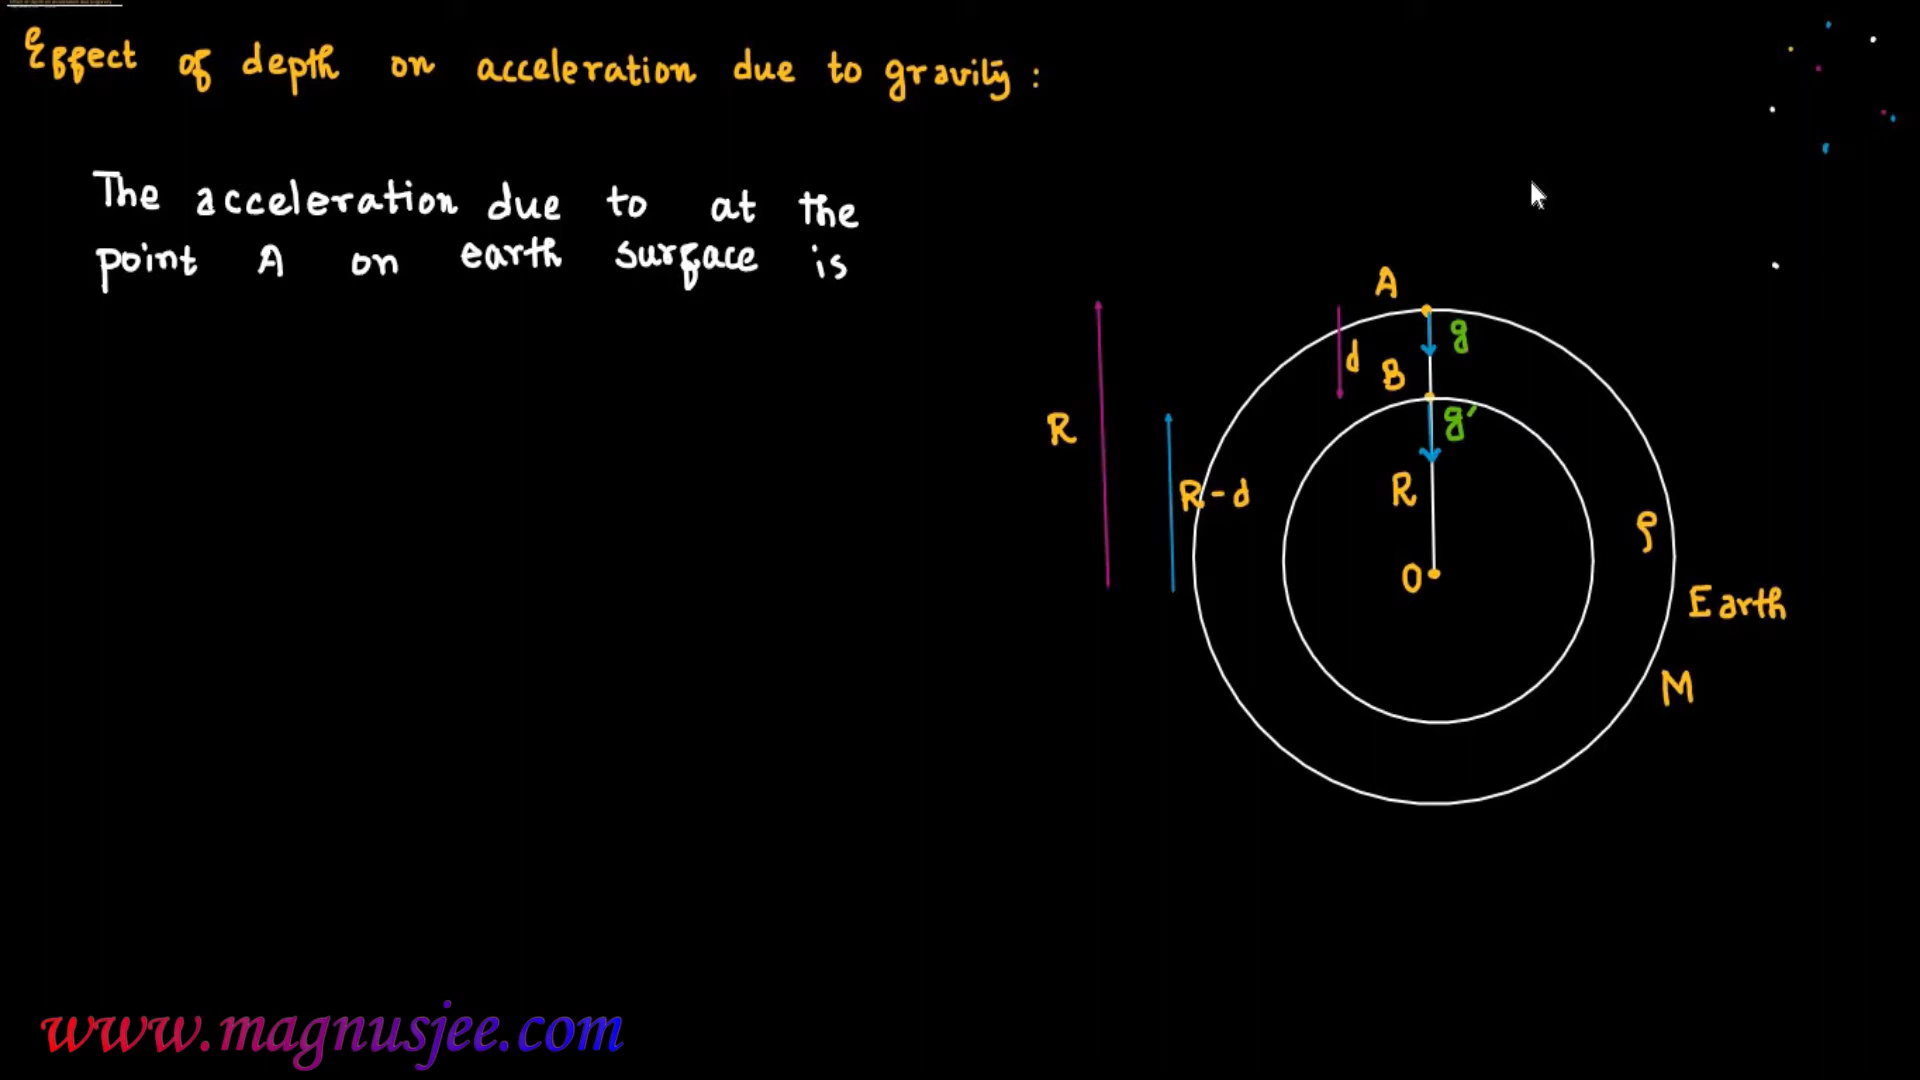 Effect of depth on acceleration due to gravity :
The acceleration due to at the
point A on earth surface is
A
g
d
B
g′
R
R-d
R
ρ
O
Earth
M
www.magnusjee.com